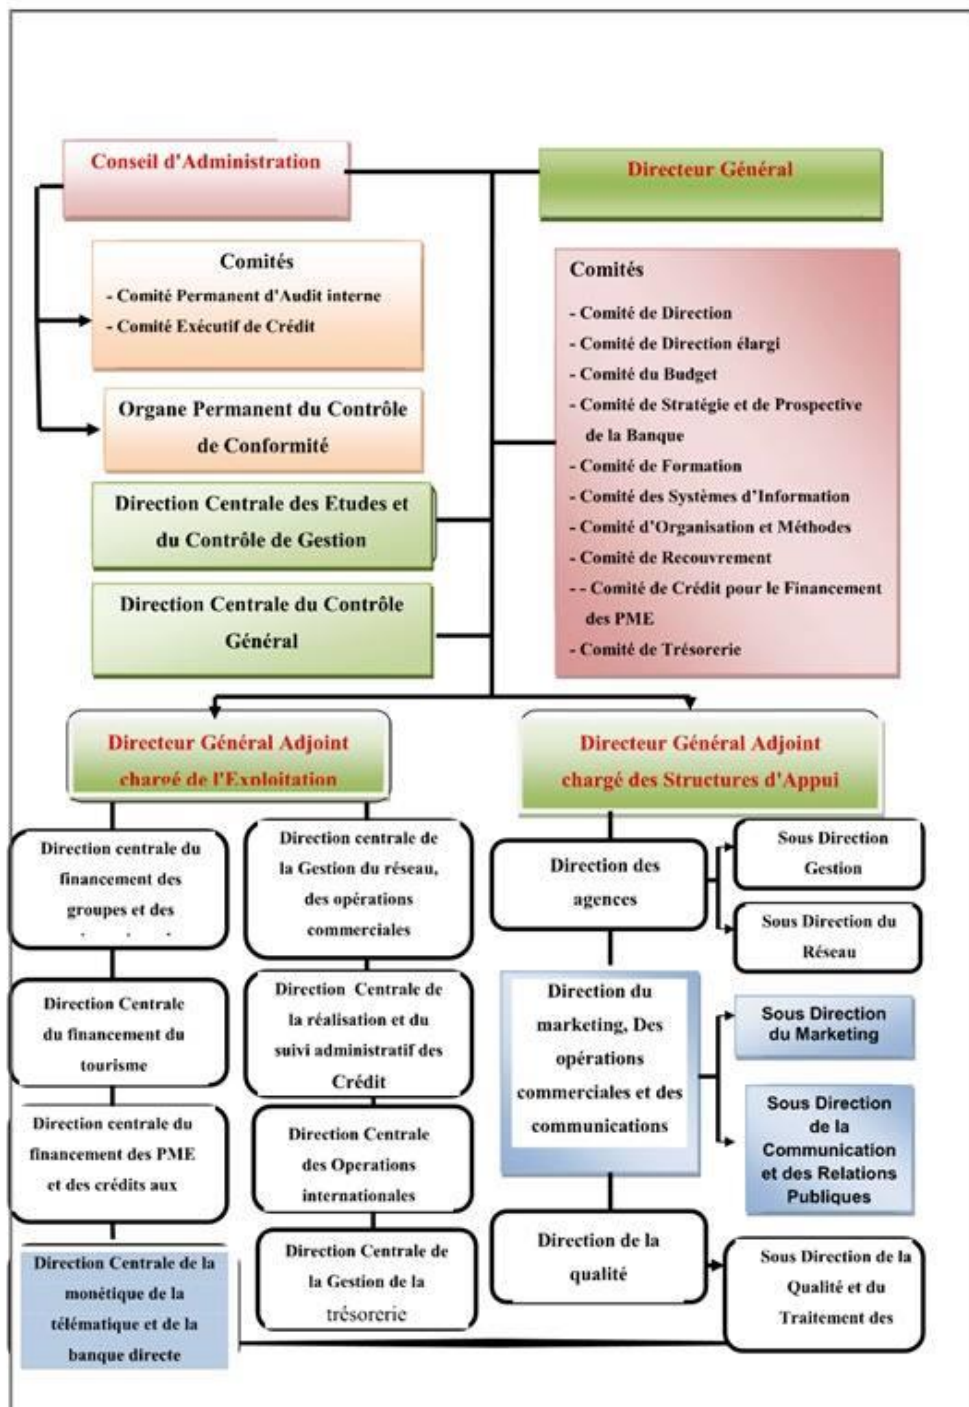 Conseil d'Administration
Directeur Général
Comités
- Comité Permanent d'Audit interne
- Comité Exécutif de Crédit
Organe Permanent du Contrôle
de Conformité
Direction Centrale des Etudes et
du Contrôle de Gestion
Direction Centrale du Contrôle
Général
Comités
- Comité de Direction
- Comité de Direction élargi
- Comité du Budget
- Comité de Stratégie et de Prospective
de la Banque
- Comité de Formation
- Comité des Systèmes d'Information
- Comité d'Organisation et Méthodes
- Comité de Recouvrement
- - Comité de Crédit pour le Financement
des PME
- Comité de Trésorerie
Directeur Général Adjoint
chargé de l'Exploitation
Directeur Général Adjoint
chargé des Structures d'Appui
Direction centrale du
financement des
groupes et des
Direction Centrale
du financement du
tourisme
Direction centrale du
financement des PME
et des crédits aux
Direction Centrale de la
monétique de la
télématique et de la
banque directe
Direction centrale de
la Gestion du réseau,
des opérations
commerciales
Direction Centrale de
la réalisation et du
suivi administratif des
Crédit
Direction Centrale
des Operations
internationales
Direction Centrale de
la Gestion de la
trésorerie
Direction des
agences
Sous Direction
Gestion
Sous Direction du
Réseau
Direction du
marketing, Des
opérations
commerciales et des
communications
Sous Direction
du Marketing
Sous Direction
de la
Communication
et des Relations
Publiques
Direction de la
qualité
Sous Direction de la
Qualité et du
Traitement des